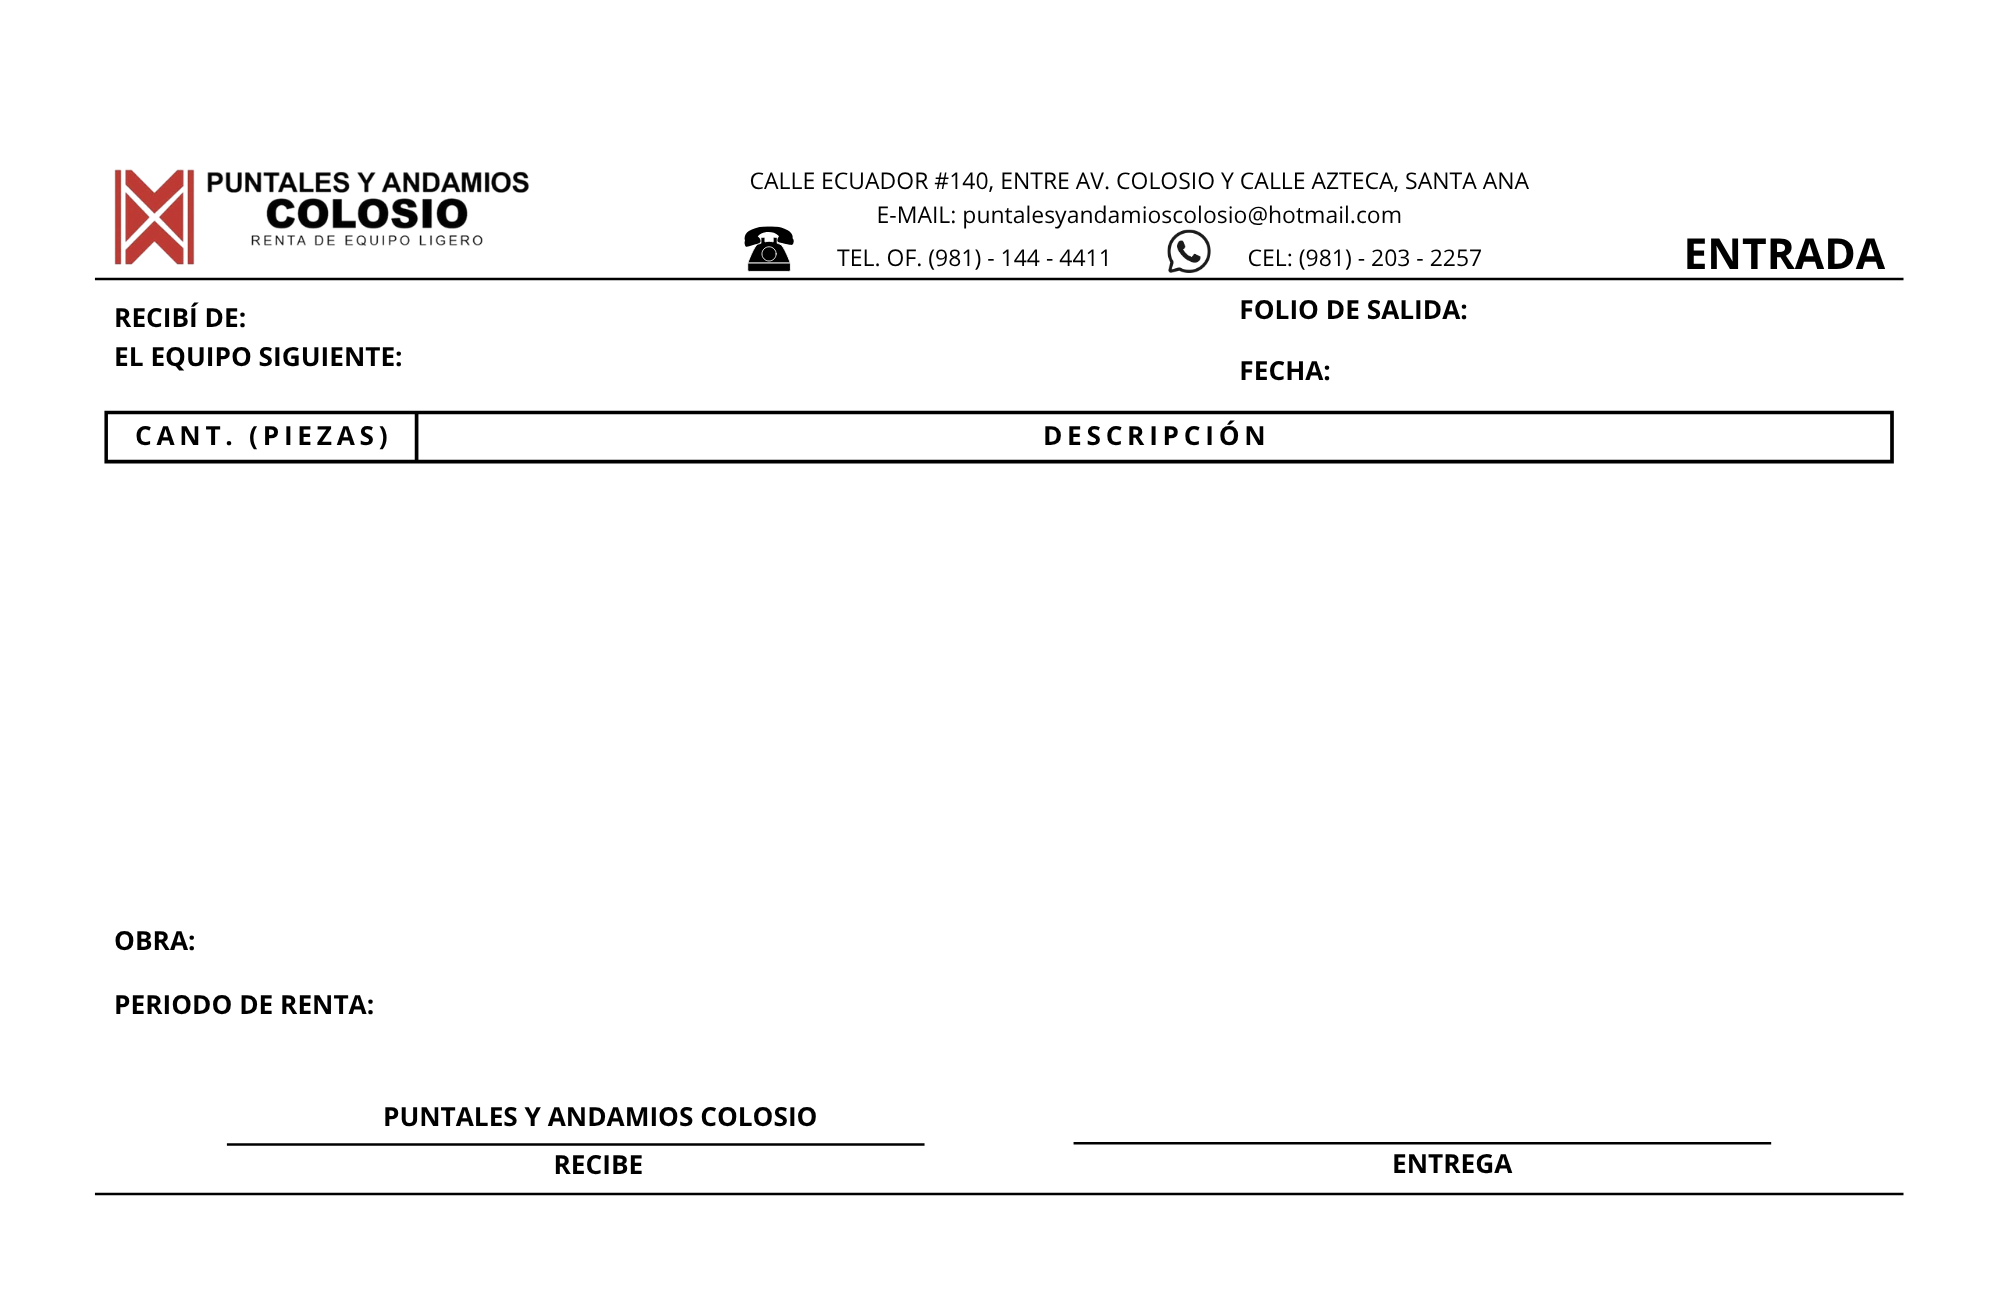 PUNTALES Y ANDAMIOS
COLOSIO
RENTA DE EQUIPO LIGERO
CALLE ECUADOR #140, ENTRE AV. COLOSIO Y CALLE AZTECA, SANTA ANA
E-MAIL: puntalesyandamioscolosio@hotmail.com
TEL. OF. (981) - 144 - 4411 CEL: (981) - 203 - 2257
ENTRADA
RECIBÍ DE:
EL EQUIPO SIGUIENTE:
FOLIO DE SALIDA:
FECHA:
CANT. (PIEZAS) DESCRIPCIÓN
OBRA:
PERIODO DE RENTA:
PUNTALES Y ANDAMIOS COLOSIO
RECIBE
ENTREGA